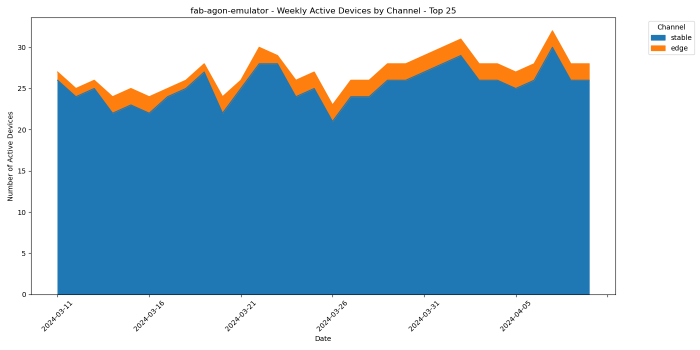 fab-agon-emulator - Weekly Active Devices by Channel - Top 25
Channel
stable
edge
Number of Active Devices
30
25
20
15
10
5
0
2024-03-11
2024-03-16
2024-03-21
2024-03-26
2024-03-31
2024-04-05
Date